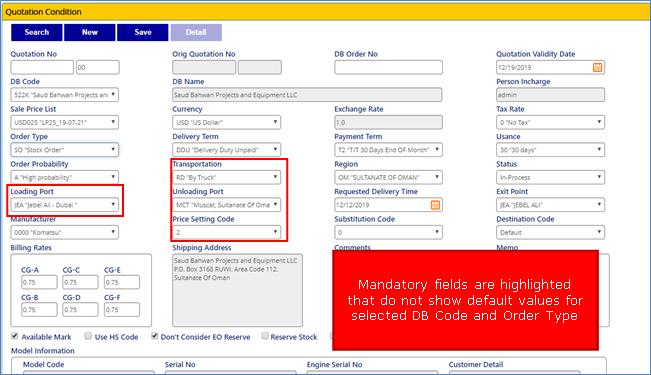 Quotation Condition
Search New Save Detail
Quotation No Orig Quotation No DB Order No Quotation Validity Date
00 12/19/2019
DB Code DB Name Person Incharge
522K "Saud Bahwan Projects and Saud Bahwan Projects and Equipment LLC admin
Sale Price List Currency Exchange Rate Tax Rate
USD025 "LP25_19-07-21" USD "US Dollar" 1.0 0 "No Tax"
Order Type Delivery Term Payment Term Usance
SO "Stock Order" DDU "Delivery Duty Unpaid" T2 "T/T 30 Days End OF Month" 30 "30 days"
Order Probability Transportation Region Status
A "High probability" RD "By Truck" OM "SULTANATE OF OMAN" In-Process
Loading Port Unloading Port Requested Delivery Time Exit Point
JEA "Jebel Ali - Dubai " MCT "Muscat, Sultanate Of Oma 12/12/2019 JEA "JEBEL ALI"
Manufacturer Price Setting Code Substitution Code Destination Code
0000 "Komatsu" 2 0 Default
Billing Rates Shipping Address Comments Memo
CG-A CG-C CG-E
0.75 0.75 0.75
CG-B CG-D CG-F
0.75 0.75 0.75
Saud Bahwan Projects and Equipment LLC
P.O. Box 3168 RUWI. Area Code 112.
Sultanate Of Oman
Mandatory fields are highlighted
that do not show default values for
selected DB Code and Order Type
Available Mark Use HS Code Don't Consider EO Reserve Reserve Stock
Model Information
Model Code Serial No Engine Serial No Customer Detail